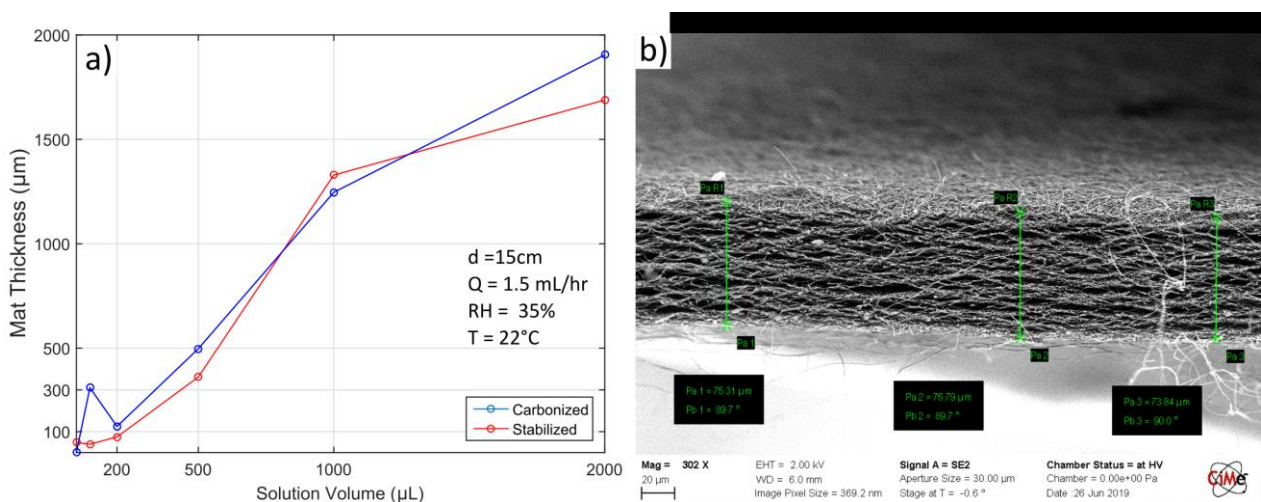 a)
2000
1500
1000
500
300
100
200
500
1000
2000
Mat Thickness (µm)
Solution Volume (µL)
d =15cm
Q = 1.5 mL/hr
RH = 35%
T = 22°C
Carbonized
Stabilized
b)
Pa R1
Pa R2
Pa R3
Pa 1
Pa 2
Pa 3
Pa 1 = 75.31 µm
Pb 1 = 89.7 °
Pa 2 = 76.79 µm
Pb 2 = 89.7 °
Pa 3 = 73.84 µm
Pb 3 = 90.0 °
Mag = 302 X
20 µm
EHT = 2.00 kV
WD = 6.0 mm
Image Pixel Size = 369.2 nm
Signal A = SE2
Aperture Size = 30.00 µm
Stage at T = -0.6 °
Chamber Status = at HV
Chamber = 0.00e+00 Pa
Date :26 Jun 2019
CiMe